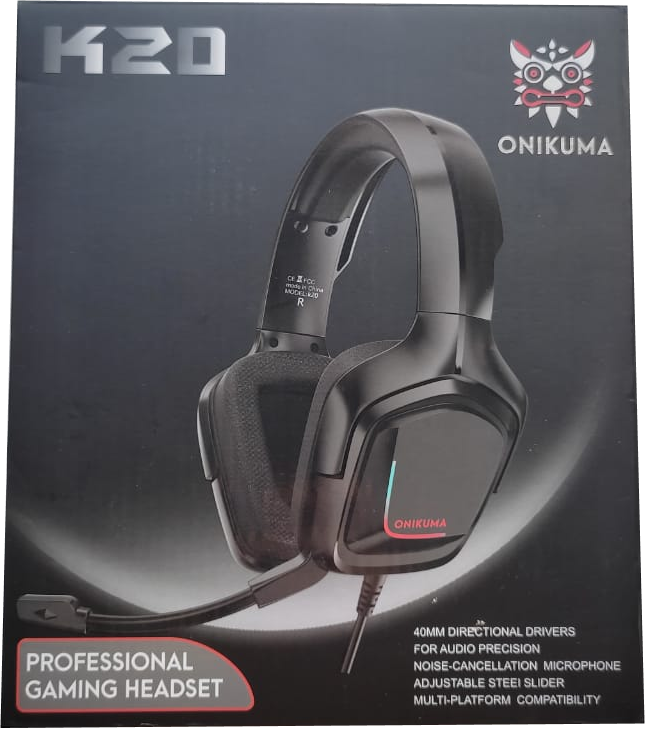 K20
ONIKUMA
CE FCC
made in China
MODEL:K20
R
ONIKUMA
40MM DIRECTIONAL DRIVERS
FOR AUDIO PRECISION
NOISE-CANCELLATION MICROPHONE
ADJUSTABLE STEEI SLIDER
MULTI-PLATFORM COMPATIBILITY
PROFESSIONAL
GAMING HEADSET